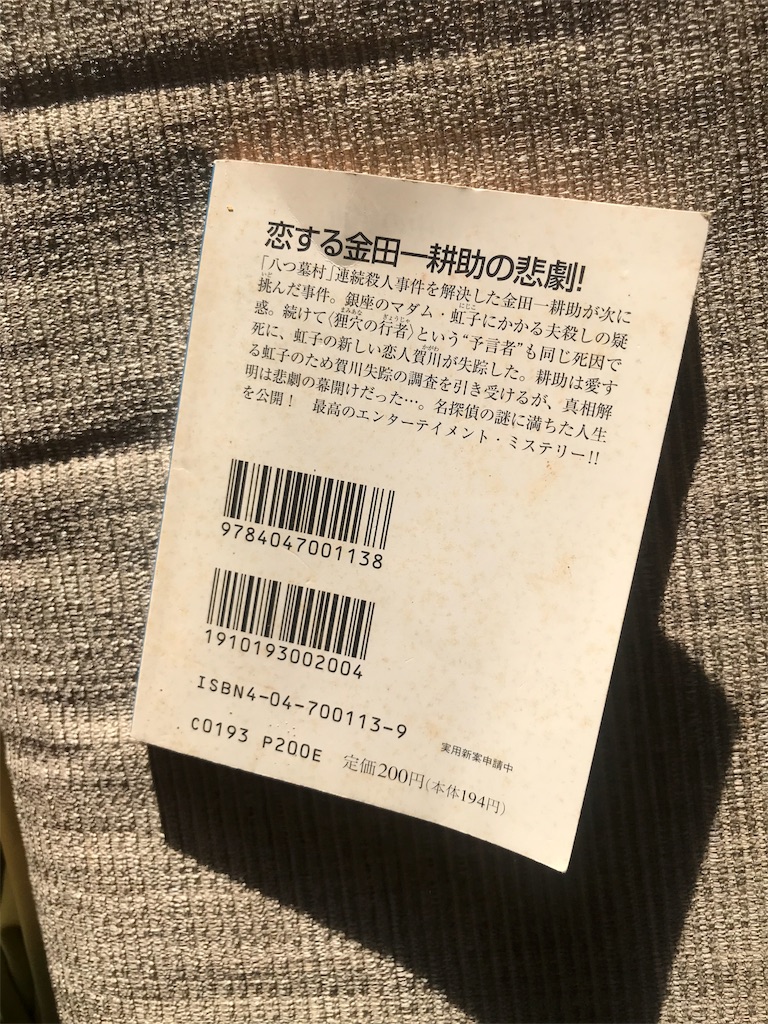 恋する金田一耕助の悲劇!
「八つ墓村」連続殺人事件を解決した金田一耕助が次に
挑んだ事件。銀座のマダム・虹子にかかる夫殺しの疑
惑。続けて〈狸穴の行者〉という“予言者”も同じ死因で
死に、虹子の新しい恋人賀川が失踪した。耕助は愛す
る虹子のため賀川失踪の調査を引き受けるが、真相解
明は悲劇の幕開けだった…。名探偵の謎に満ちた人生
を公開! 最高のエンターテイメント・ミステリー!!
9784047001138
1910193002004
ISBN4-04-700113-9
C0193 P200E
定価200円(本体194円)
実用新案申請中